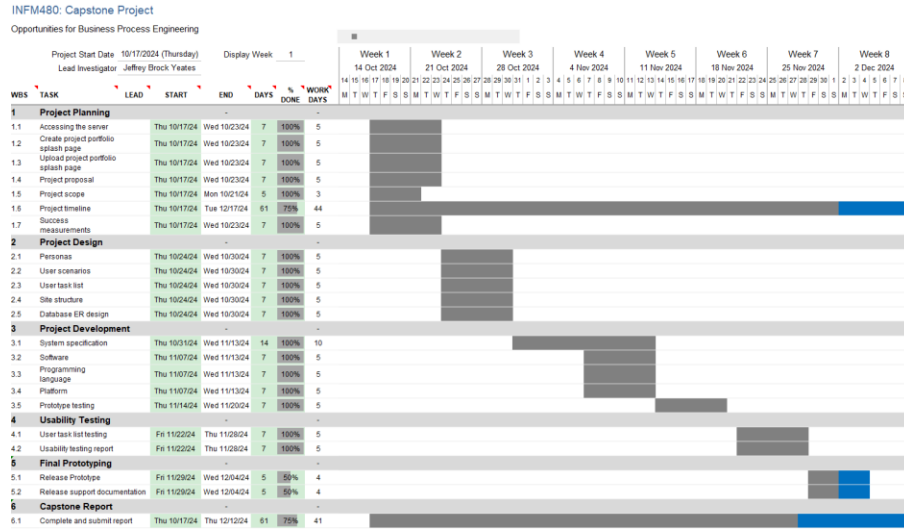 INFM480: Capstone Project
Opportunities for Business Process Engineering
Project Start Date 10/17/2024 (Thursday) Display Week 1
Lead Investigator Jeffrey Brock Yeates
Week 1 Week 2 Week 3 Week 4 Week 5 Week 6 Week 7 Week 8
14 Oct 2024 21 Oct 2024 28 Oct 2024 4 Nov 2024 11 Nov 2024 18 Nov 2024 25 Nov 2024 2 Dec 2024
14 15 16 17 18 19 20 21 22 23 24 25 26 27 28 29 30 31 1 2 3 4 5 6 7 8 9 10 11 12 13 14 15 16 17 18 19 20 21 22 23 24 25 26 27 28 29 30 1 2 3 4 5 6 7
WBS TASK LEAD START END DAYS % DONE WORK DAYS M T W T F S S M T W T F S S M T W T F S S M T W T F S S M T W T F S S M T W T F S S M T W T F S S M T W T F S
1 Project Planning - -
1.1 Accessing the server Thu 10/17/24 Wed 10/23/24 7 100% 5
1.2 Create project portfolio splash page Thu 10/17/24 Wed 10/23/24 7 100% 5
1.3 Upload project portfolio splash page Thu 10/17/24 Wed 10/23/24 7 100% 5
1.4 Project proposal Thu 10/17/24 Wed 10/23/24 7 100% 5
1.5 Project scope Thu 10/17/24 Mon 10/21/24 5 100% 3
1.6 Project timeline Thu 10/17/24 Tue 12/17/24 61 75% 44
1.7 Success measurements Thu 10/17/24 Wed 10/23/24 7 100% 5
2 Project Design - -
2.1 Personas Thu 10/24/24 Wed 10/30/24 7 100% 5
2.2 User scenarios Thu 10/24/24 Wed 10/30/24 7 100% 5
2.3 User task list Thu 10/24/24 Wed 10/30/24 7 100% 5
2.4 Site structure Thu 10/24/24 Wed 10/30/24 7 100% 5
2.5 Database ER design Thu 10/24/24 Wed 10/30/24 7 100% 5
3 Project Development - -
3.1 System specification Thu 10/31/24 Wed 11/13/24 14 100% 10
3.2 Software Thu 11/07/24 Wed 11/13/24 7 100% 5
3.3 Programming language Thu 11/07/24 Wed 11/13/24 7 100% 5
3.4 Platform Thu 11/07/24 Wed 11/13/24 7 100% 5
3.5 Prototype testing Thu 11/14/24 Wed 11/20/24 7 100% 5
4 Usability Testing - -
4.1 User task list testing Fri 11/22/24 Thu 11/28/24 7 100% 5
4.2 Usability testing report Fri 11/22/24 Thu 11/28/24 7 100% 5
5 Final Prototyping - -
5.1 Release Prototype Fri 11/29/24 Wed 12/04/24 5 50% 4
5.2 Release support documentation Fri 11/29/24 Wed 12/04/24 5 50% 4
6 Capstone Report - -
6.1 Complete and submit report Thu 10/17/24 Thu 12/12/24 61 75% 41